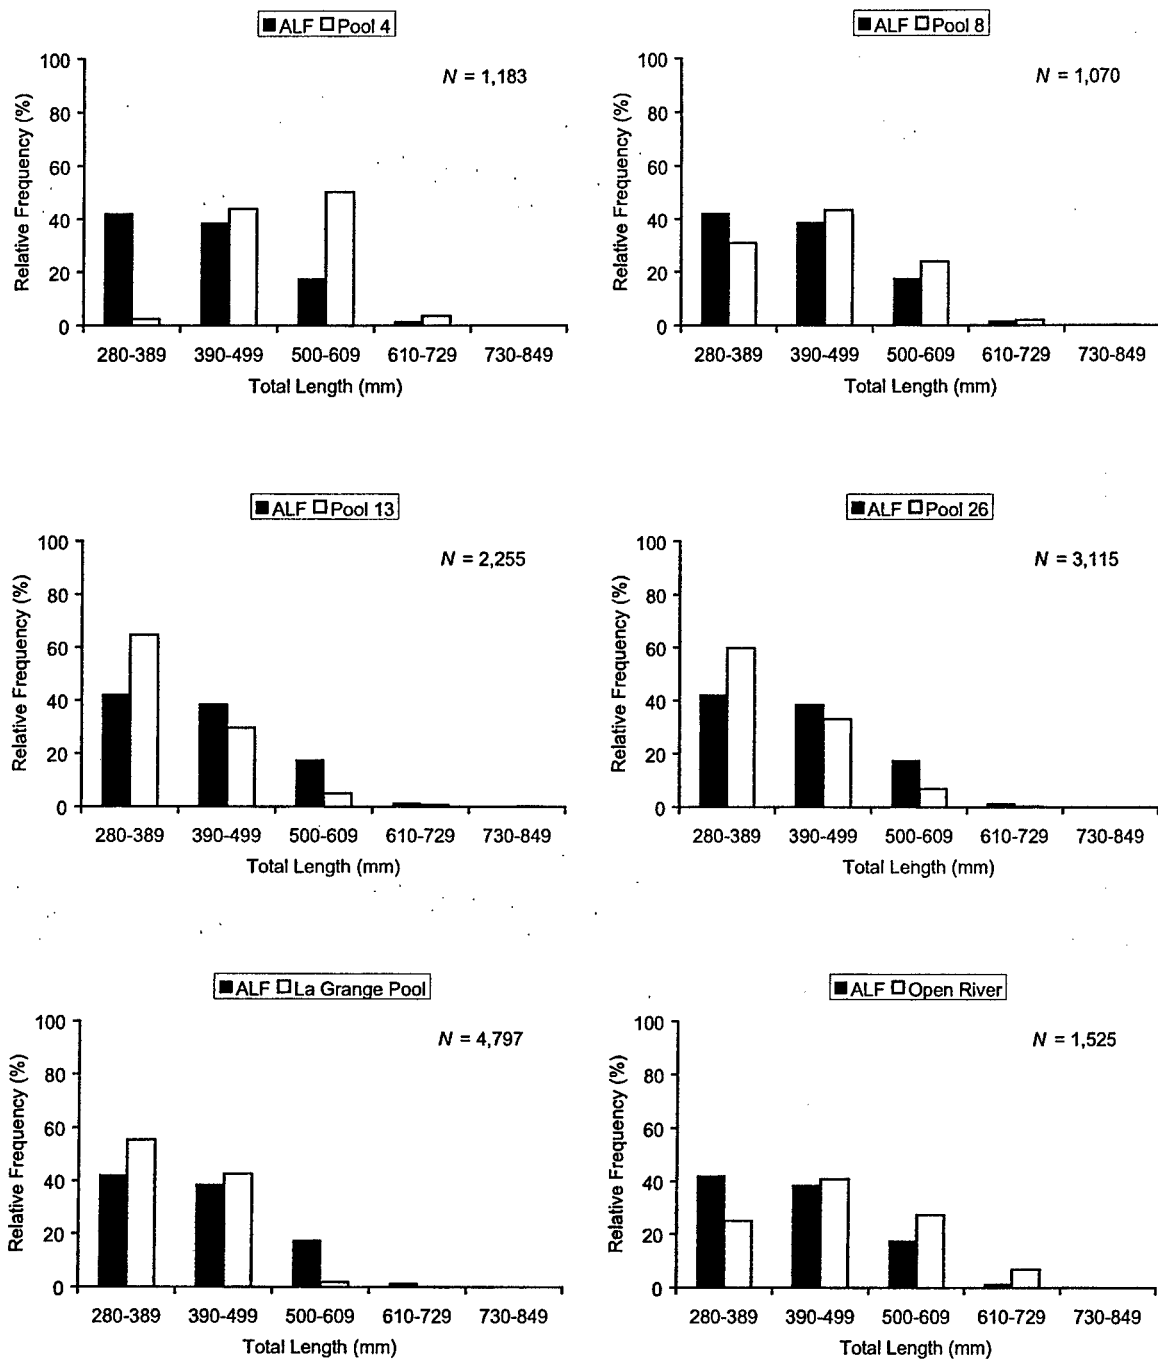 ALF Pool 4
N = 1,183
Relative Frequency (%)
100
80
60
40
20
0
280-389 390-499 500-609 610-729 730-849
Total Length (mm)
ALF Pool 8
N = 1,070
Relative Frequency (%)
100
80
60
40
20
0
280-389 390-499 500-609 610-729 730-849
Total Length (mm)
ALF Pool 13
N = 2,255
Relative Frequency (%)
100
80
60
40
20
0
280-389 390-499 500-609 610-729 730-849
Total Length (mm)
ALF Pool 26
N = 3,115
Relative Frequency (%)
100
80
60
40
20
0
280-389 390-499 500-609 610-729 730-849
Total Length (mm)
ALF La Grange Pool
N = 4,797
Relative Frequency (%)
100
80
60
40
20
0
280-389 390-499 500-609 610-729 730-849
Total Length (mm)
ALF Open River
N = 1,525
Relative Frequency (%)
100
80
60
40
20
0
280-389 390-499 500-609 610-729 730-849
Total Length (mm)